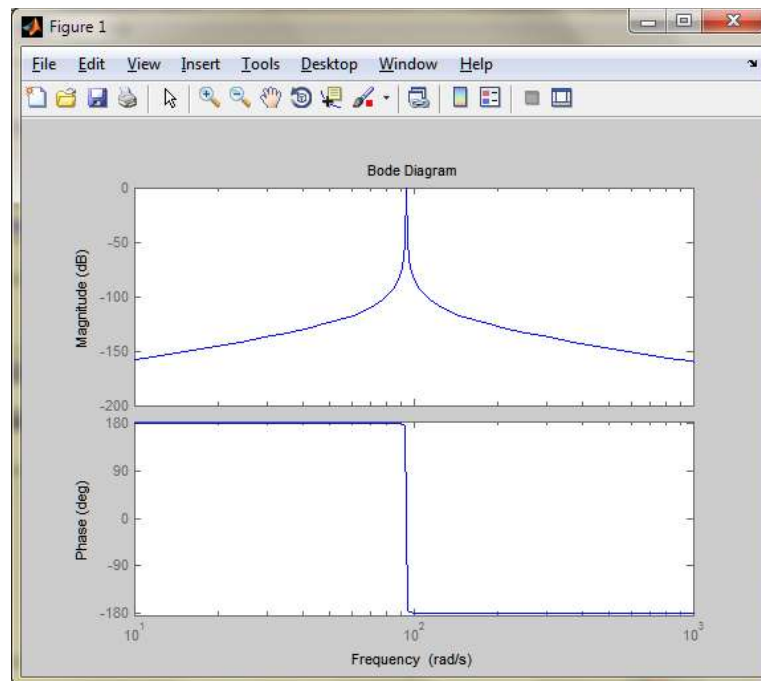 Figure 1
File Edit View Insert Tools Desktop Window Help
Bode Diagram
Magnitude (dB)
0
-50
-100
-150
-200
Phase (deg)
180
90
0
-90
-180
10^1 10^2 10^3
Frequency (rad/s)